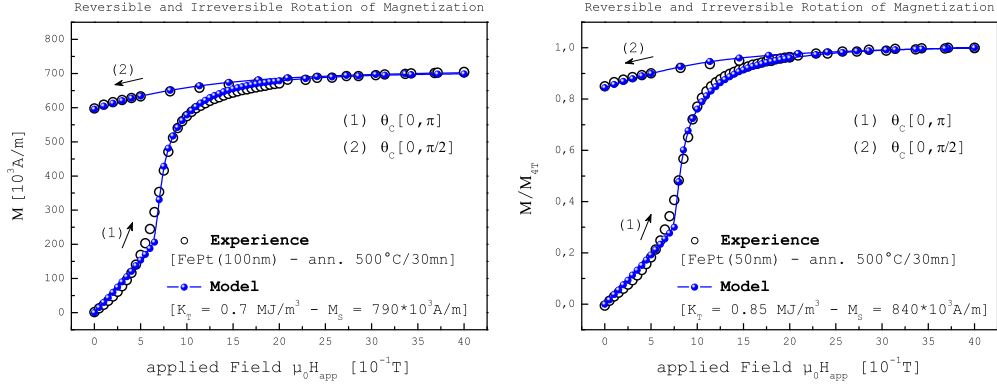 Reversible and Irreversible Rotation of Magnetization
M [10³A/m]
800
700
600
500
400
300
200
100
0
(2)
(1)
(1) θC[0,π]
(2) θC[0,π/2]
Experience
[FePt(100nm) - ann. 500°C/30mn]
Model
[KT = 0.7 MJ/m³ - MS = 790*10³A/m]
0 5 10 15 20 25 30 35 40
applied Field μ0Happ [10⁻¹T]
Reversible and Irreversible Rotation of Magnetization
M/M4T
1,0
0,8
0,6
0,4
0,2
0,0
(2)
(1)
(1) θC[0,π]
(2) θC[0,π/2]
Experience
[FePt(50nm) - ann. 500°C/30mn]
Model
[KT = 0.85 MJ/m³ - MS = 840*10³A/m]
0 5 10 15 20 25 30 35 40
applied Field μ0Happ [10⁻¹T]